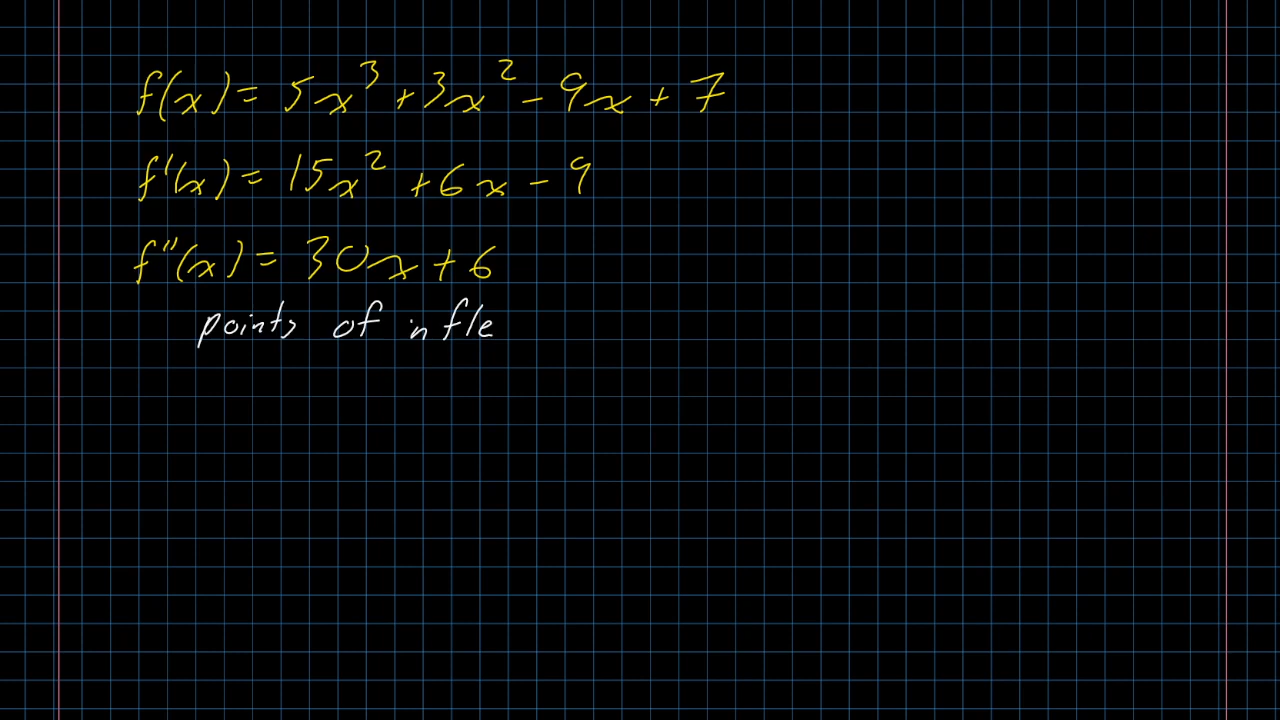 f(x) = 5x³ + 3x² - 9x + 7
f'(x) = 15x² + 6x - 9
f''(x) = 30x + 6
points of infle